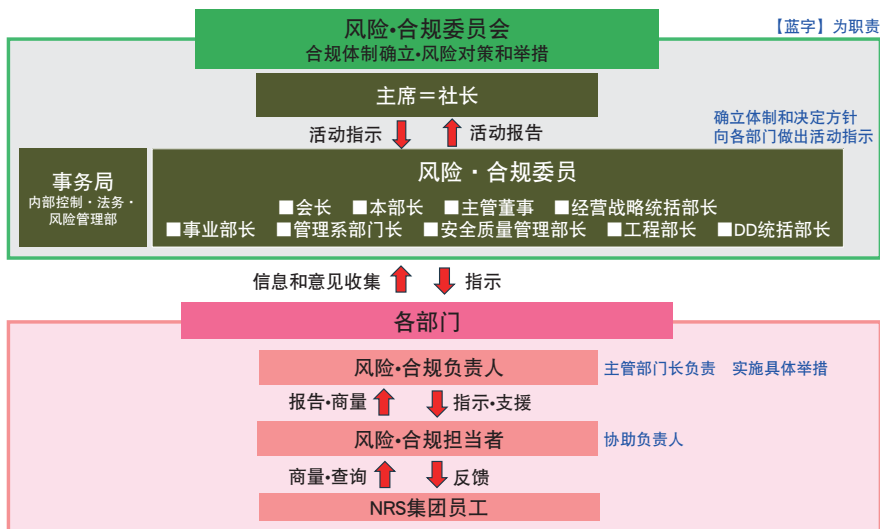 风险•合规委员会
合规体制确立•风险对策和举措
【蓝字】为职责
主席＝社长
活动指示
活动报告
确立体制和决定方针
向各部门做出活动指示
事务局
内部控制・法务・
风险管理部
风险・合规委员
■会长 ■本部长 ■主管董事 ■经营战略统括部长
■事业部长 ■管理系部门长 ■安全质量管理部长 ■工程部长 ■DD统括部长
信息和意见收集
指示
各部门
风险•合规负责人
主管部门长负责 实施具体举措
报告•商量
指示•支援
风险•合规担当者
协助负责人
商量•查询
反馈
NRS集团员工